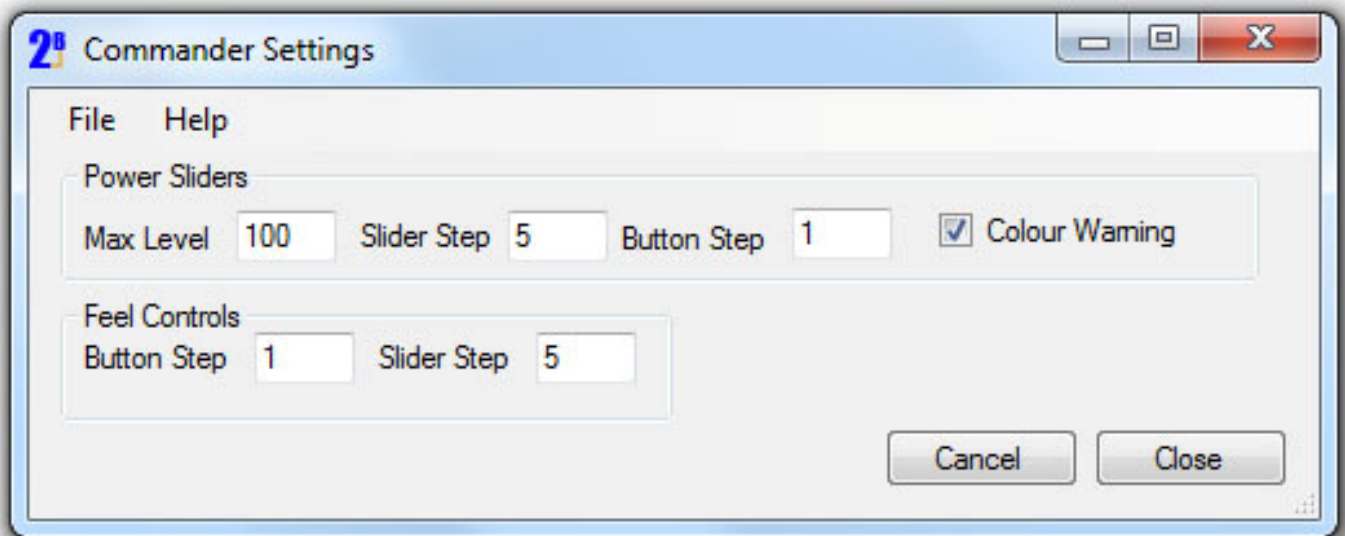 2B Commander Settings
File Help
Power Sliders
Max Level 100 Slider Step 5 Button Step 1 Colour Warning
Feel Controls
Button Step 1 Slider Step 5
Cancel Close